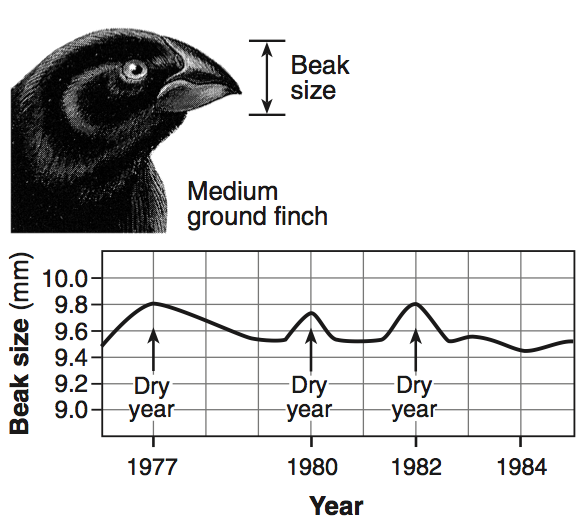 Beak
size
Medium
ground finch
Beak size (mm)
10.0
9.8
9.6
9.4
9.2
9.0
Dry
year
Dry
year
Dry
year
1977
1980
1982
1984
Year